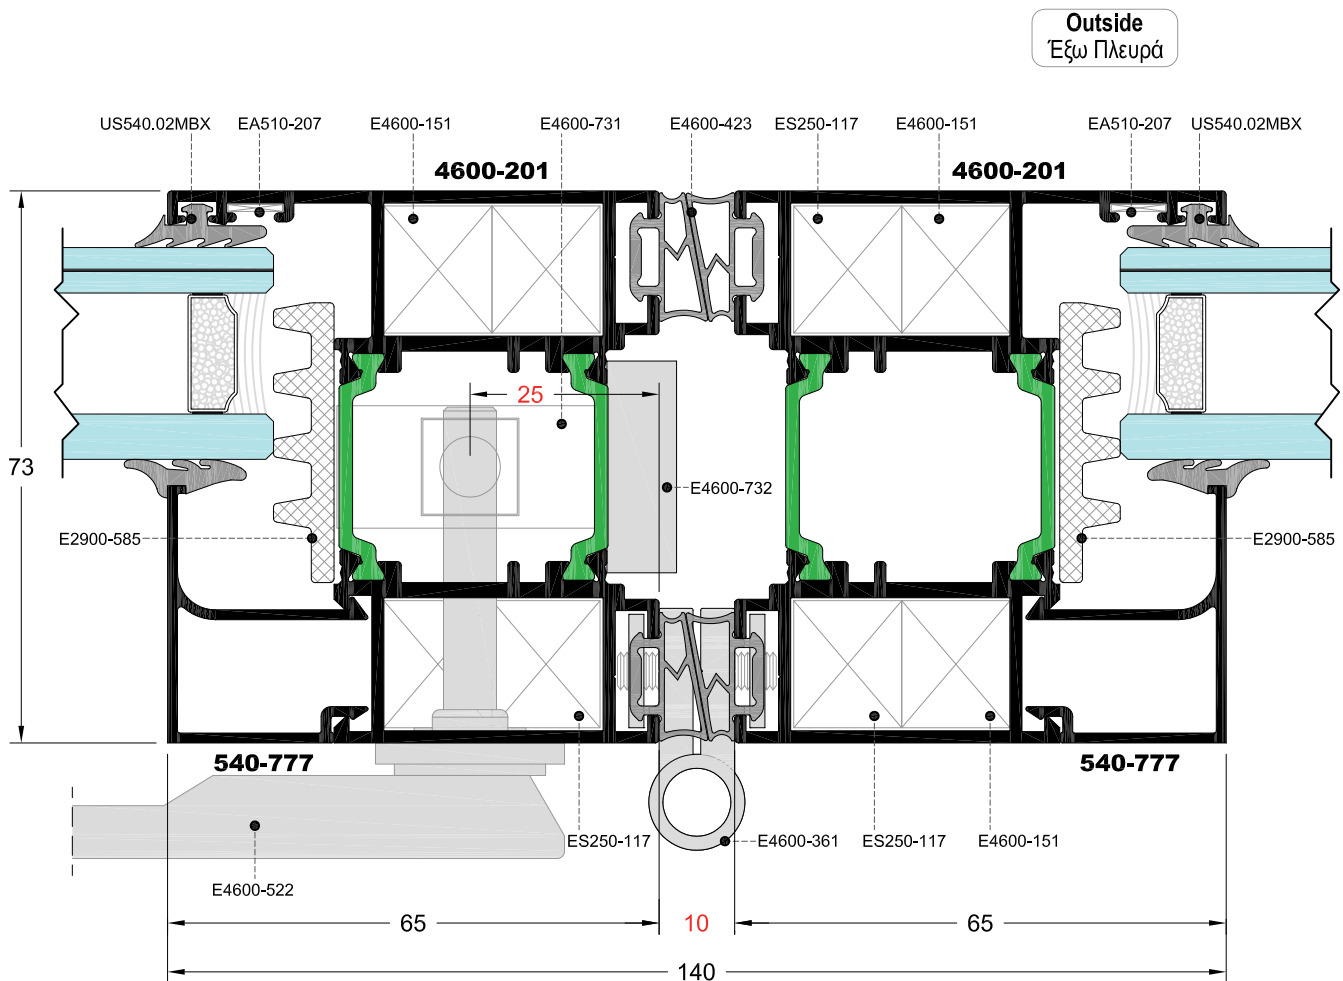 Outside
Έξω Πλευρά
US540.02MBX EA510-207 E4600-151 E4600-731 E4600-423 ES250-117 E4600-151 EA510-207 US540.02MBX
4600-201 4600-201
25
73
E4600-732
E2900-585 E2900-585
540-777 540-777
ES250-117 E4600-361 ES250-117 E4600-151
E4600-522
65 10 65
140